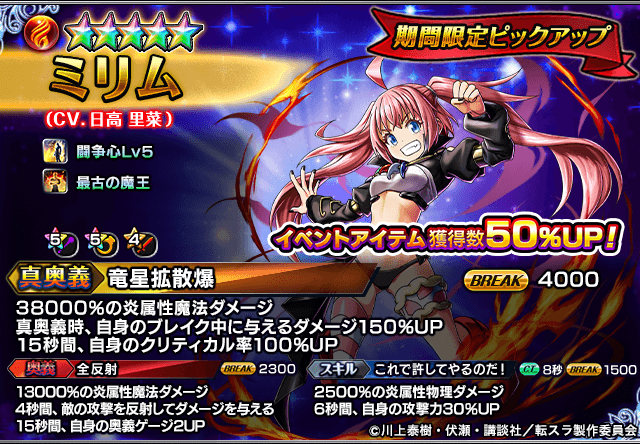 期間限定ピックアップ
ミリム
(CV.日高 里菜)
闘争心Lv5
最古の魔王
5 5 4
イベントアイテム獲得数50%UP!
真奥義 竜星拡散爆 BREAK 4000
38000%の炎属性魔法ダメージ
真奥義時、自身のブレイク中に与えるダメージ150%UP
15秒間、自身のクリティカル率100%UP
奥義 全反射 BREAK 2300
13000%の炎属性魔法ダメージ
4秒間、敵の攻撃を反射してダメージを与える
15秒間、自身の奥義ゲージ2UP
スキル これで許してやるのだ! CT 8秒 BREAK 1500
2500%の炎属性物理ダメージ
6秒間、自身の攻撃力30%UP
©川上泰樹・伏瀬・講談社/転スラ製作委員会